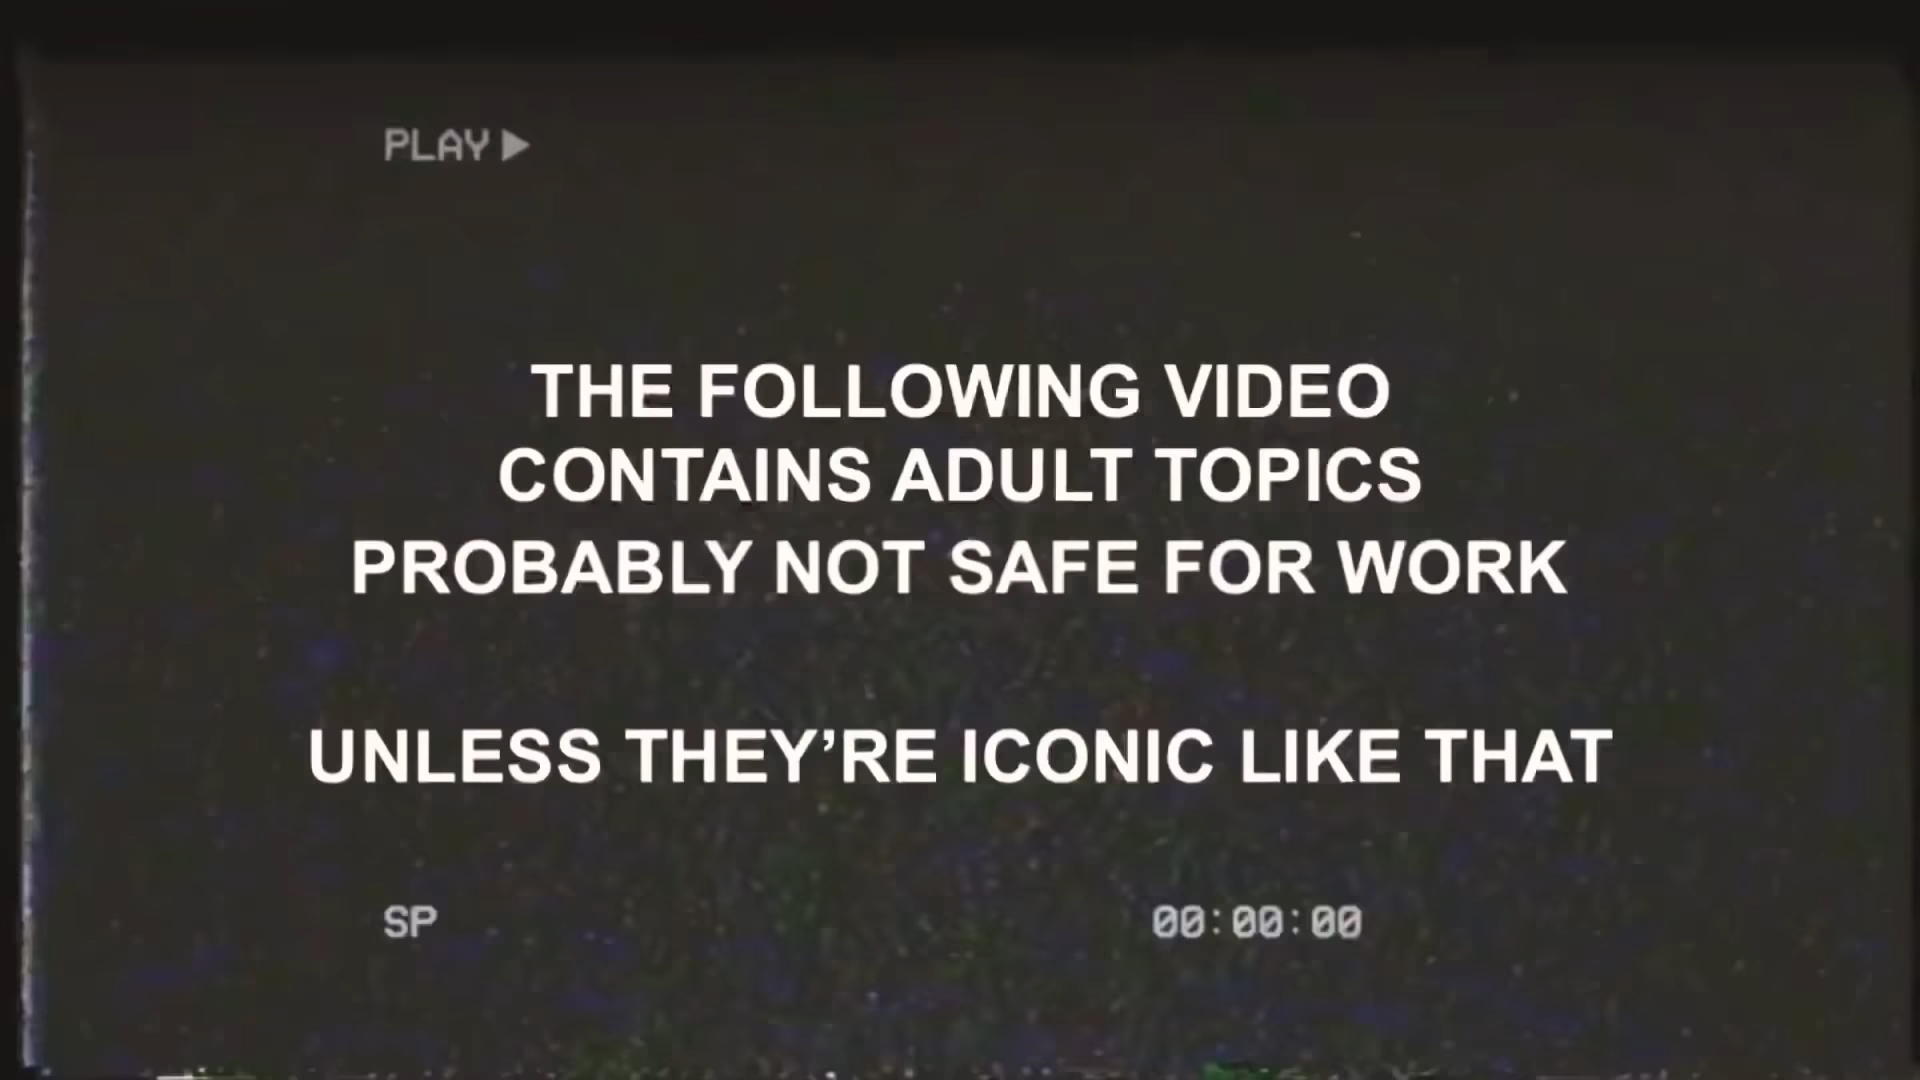 PLAY
THE FOLLOWING VIDEO
CONTAINS ADULT TOPICS
PROBABLY NOT SAFE FOR WORK
UNLESS THEY’RE ICONIC LIKE THAT
SP 00:00:00